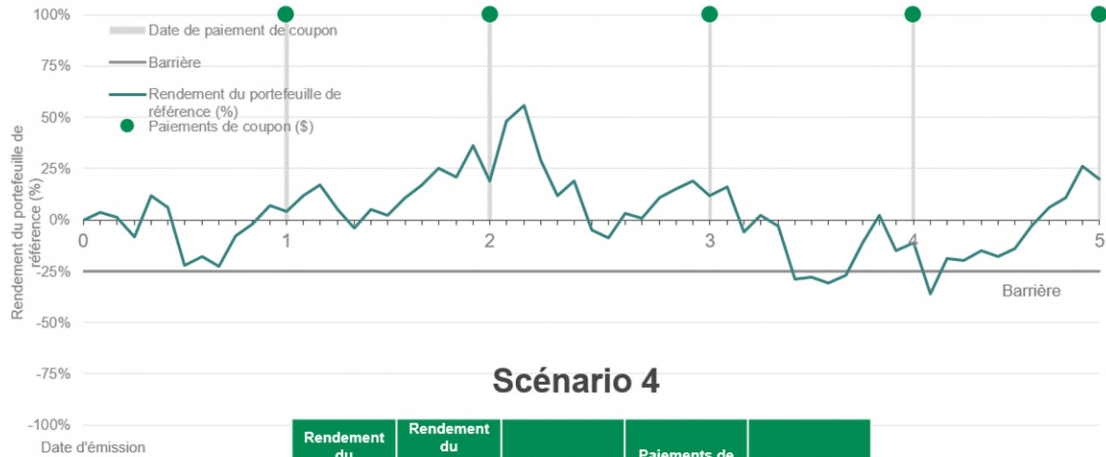 100%
Date de paiement de coupon
75%
Barrière
Rendement du portefeuille de
référence (%)
50%
Paiements de coupon ($)
25%
0%
0
1
2
3
4
5
-25%
Barrière
-50%
-75%
-100%
Rendement du portefeuille de
référence (%)
Scénario 4
Date d'émission
Rendement
du
Rendement
du
Paiements de